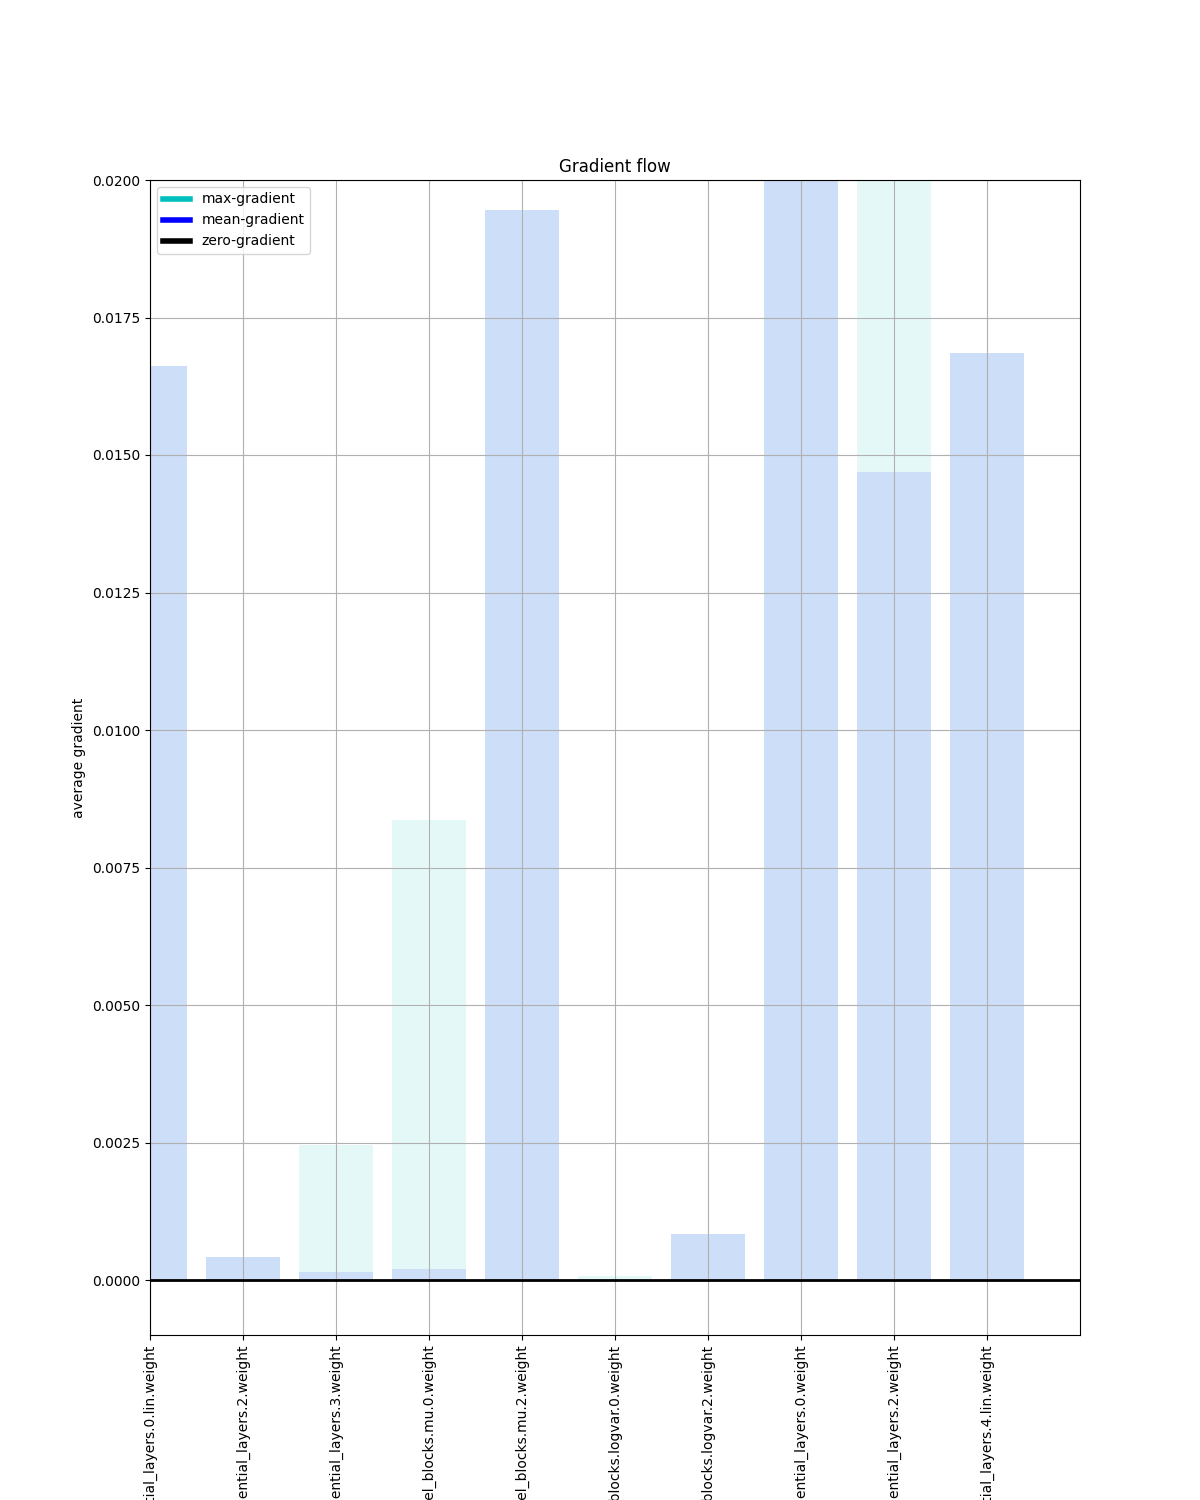 Gradient flow
max-gradient
mean-gradient
zero-gradient
0.0200
0.0175
0.0150
0.0125
0.0100
0.0075
0.0050
0.0025
0.0000
average gradient
tial_layers.0.lin.weight
ential_layers.2.weight
ential_layers.3.weight
el_blocks.mu.0.weight
el_blocks.mu.2.weight
blocks.logvar.0.weight
blocks.logvar.2.weight
ential_layers.0.weight
ential_layers.2.weight
tial_layers.4.lin.weight